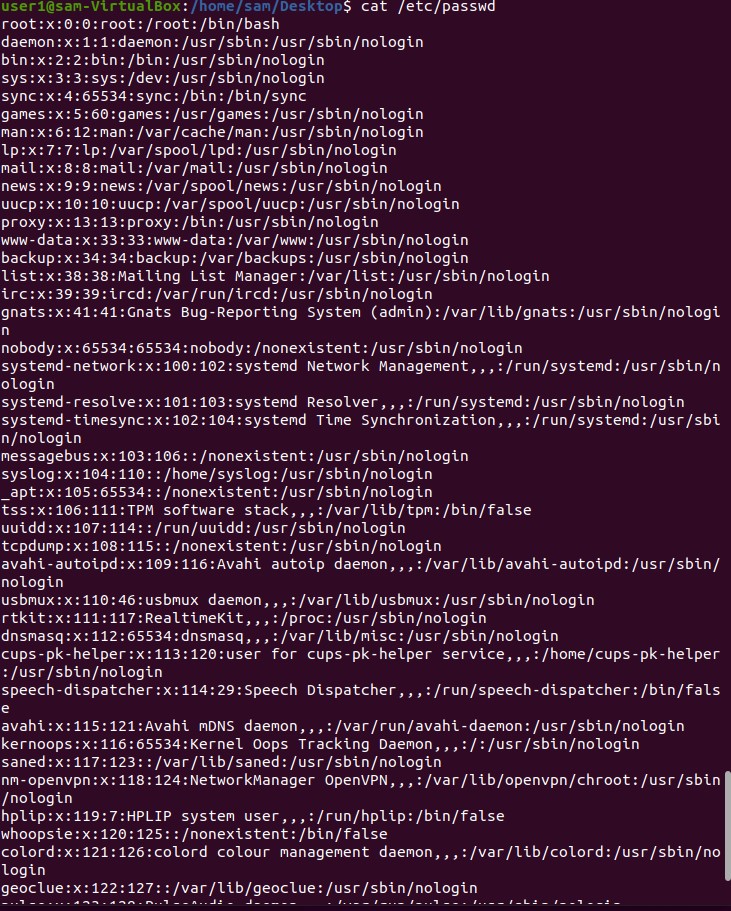 user1@sam-VirtualBox:/home/sam/Desktop$ cat /etc/passwd
root:x:0:0:root:/root:/bin/bash
daemon:x:1:1:daemon:/usr/sbin:/usr/sbin/nologin
bin:x:2:2:bin:/bin:/usr/sbin/nologin
sys:x:3:3:sys:/dev:/usr/sbin/nologin
sync:x:4:65534:sync:/bin:/bin/sync
games:x:5:60:games:/usr/games:/usr/sbin/nologin
man:x:6:12:man:/var/cache/man:/usr/sbin/nologin
lp:x:7:7:lp:/var/spool/lpd:/usr/sbin/nologin
mail:x:8:8:mail:/var/mail:/usr/sbin/nologin
news:x:9:9:news:/var/spool/news:/usr/sbin/nologin
uucp:x:10:10:uucp:/var/spool/uucp:/usr/sbin/nologin
proxy:x:13:13:proxy:/bin:/usr/sbin/nologin
www-data:x:33:33:www-data:/var/www:/usr/sbin/nologin
backup:x:34:34:backup:/var/backups:/usr/sbin/nologin
list:x:38:38:Mailing List Manager:/var/list:/usr/sbin/nologin
irc:x:39:39:ircd:/var/run/ircd:/usr/sbin/nologin
gnats:x:41:41:Gnats Bug-Reporting System (admin):/var/lib/gnats:/usr/sbin/nologi
n
nobody:x:65534:65534:nobody:/nonexistent:/usr/sbin/nologin
systemd-network:x:100:102:systemd Network Management,,,:/run/systemd:/usr/sbin/n
ologin
systemd-resolve:x:101:103:systemd Resolver,,,:/run/systemd:/usr/sbin/nologin
systemd-timesync:x:102:104:systemd Time Synchronization,,,:/run/systemd:/usr/sbi
n/nologin
messagebus:x:103:106::/nonexistent:/usr/sbin/nologin
syslog:x:104:110::/home/syslog:/usr/sbin/nologin
_apt:x:105:65534::/nonexistent:/usr/sbin/nologin
tss:x:106:111:TPM software stack,,,:/var/lib/tpm:/bin/false
uuidd:x:107:114::/run/uuidd:/usr/sbin/nologin
tcpdump:x:108:115::/nonexistent:/usr/sbin/nologin
avahi-autoipd:x:109:116:Avahi autoip daemon,,,:/var/lib/avahi-autoipd:/usr/sbin/
nologin
usbmux:x:110:46:usbmux daemon,,,:/var/lib/usbmux:/usr/sbin/nologin
rtkit:x:111:117:RealtimeKit,,,:/proc:/usr/sbin/nologin
dnsmasq:x:112:65534:dnsmasq,,,:/var/lib/misc:/usr/sbin/nologin
cups-pk-helper:x:113:120:user for cups-pk-helper service,,,:/home/cups-pk-helper
:/usr/sbin/nologin
speech-dispatcher:x:114:29:Speech Dispatcher,,,:/run/speech-dispatcher:/bin/fals
e
avahi:x:115:121:Avahi mDNS daemon,,,:/var/run/avahi-daemon:/usr/sbin/nologin
kernoops:x:116:65534:Kernel Oops Tracking Daemon,,,:/:/usr/sbin/nologin
saned:x:117:123::/var/lib/saned:/usr/sbin/nologin
nm-openvpn:x:118:124:NetworkManager OpenVPN,,,:/var/lib/openvpn/chroot:/usr/sbin
/nologin
hplip:x:119:7:HPLIP system user,,,:/run/hplip:/bin/false
whoopsie:x:120:125::/nonexistent:/bin/false
colord:x:121:126:colord colour management daemon,,,:/var/lib/colord:/usr/sbin/no
login
geoclue:x:122:127::/var/lib/geoclue:/usr/sbin/nologin